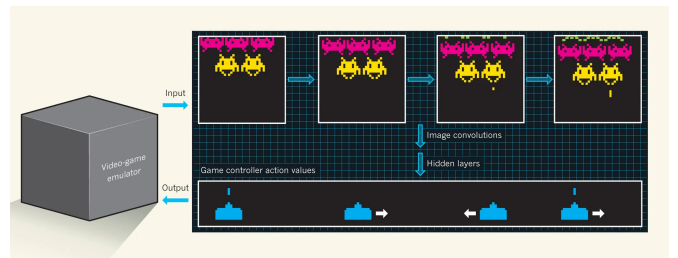 Input
Video-game
emulator
Image convolutions
Hidden layers
Game controller action values
Output